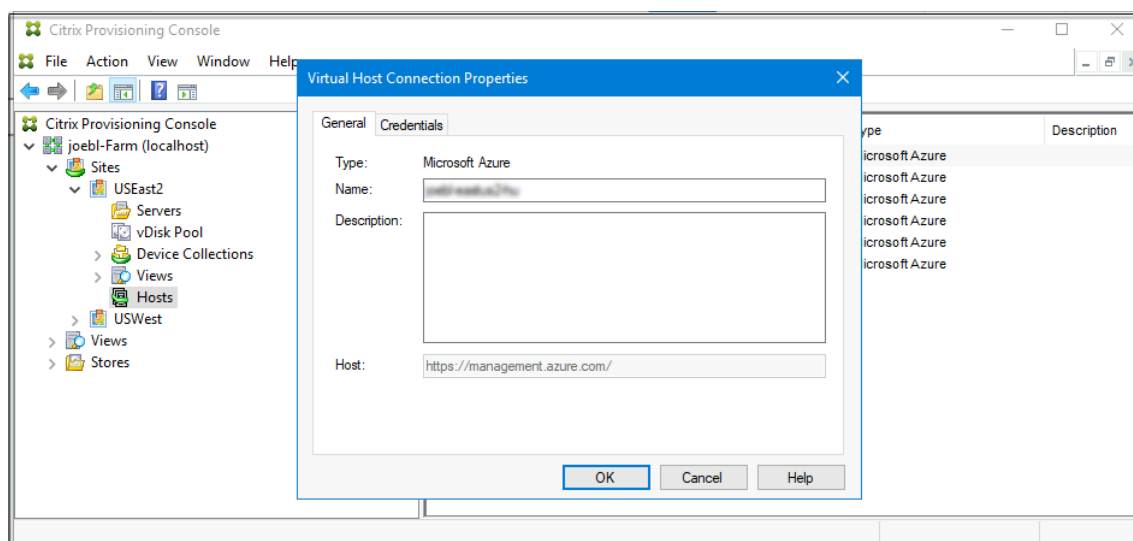 Citrix Provisioning Console
File Action View Window Help
Citrix Provisioning Console
joebl-Farm (localhost)
Sites
USEast2
Servers
vDisk Pool
Device Collections
Views
Hosts
USWest
Views
Stores
Virtual Host Connection Properties
General Credentials
Type: Microsoft Azure
Name:
Description:
Host: https://management.azure.com/
OK Cancel Help
ype Description
icrosoft Azure
icrosoft Azure
icrosoft Azure
icrosoft Azure
icrosoft Azure
icrosoft Azure